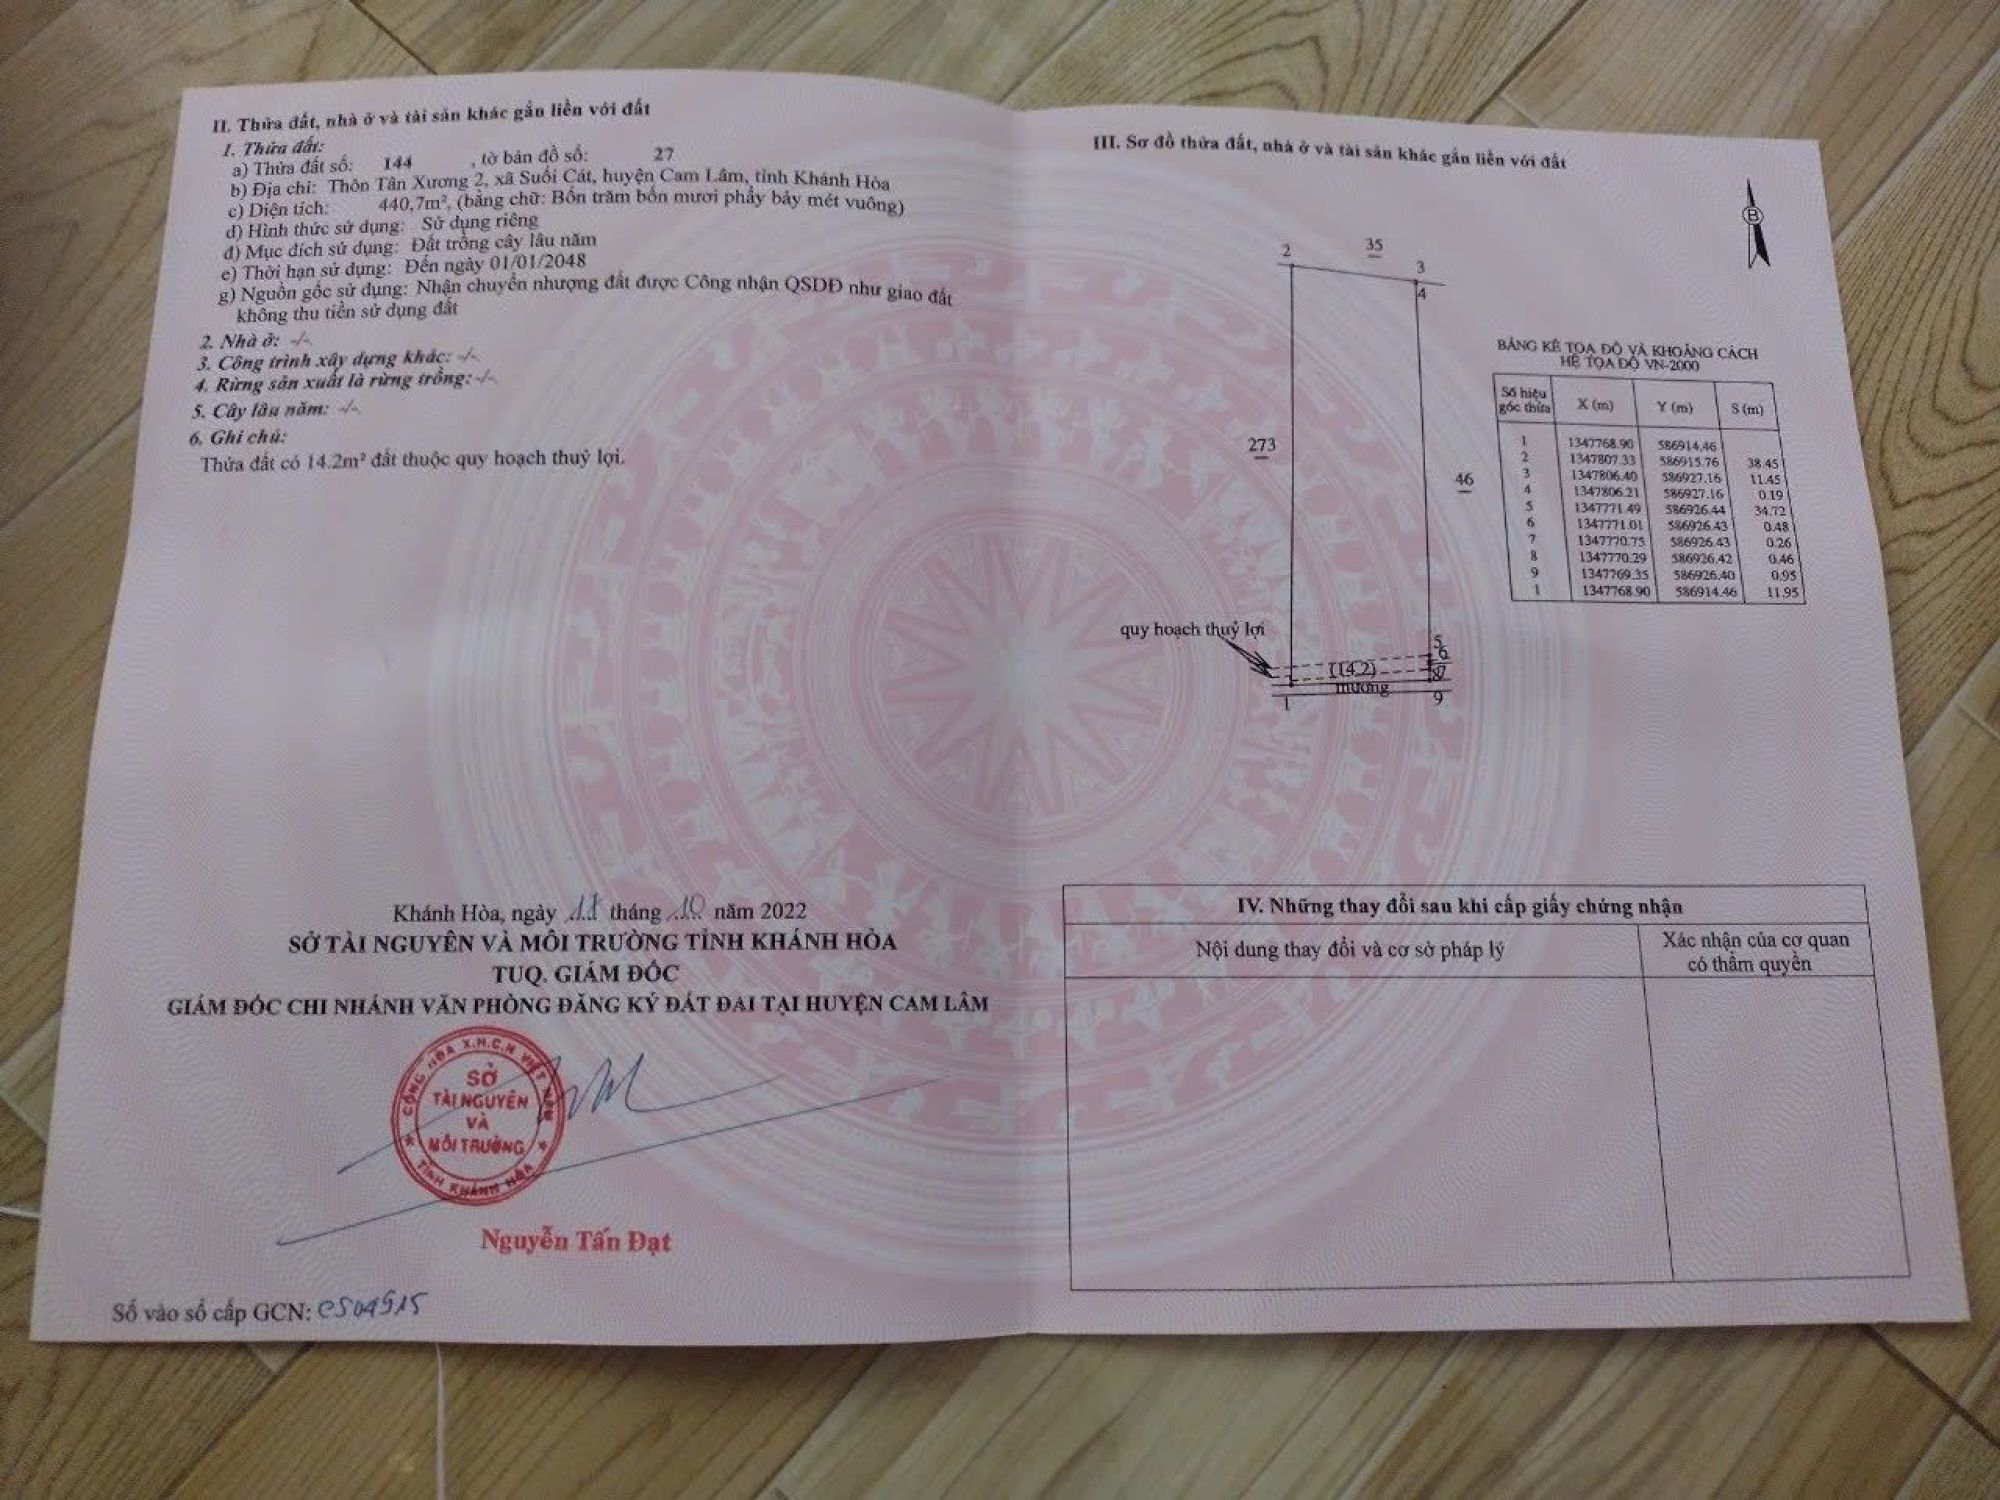 II. Thửa đất, nhà ở và tài sản khác gắn liền với đất
1. Thửa đất:
a) Thửa đất số: 144 , tờ bản đồ số: 27
b) Địa chỉ: Thôn Tân Xương 2, xã Suối Cát, huyện Cam Lâm, tỉnh Khánh Hòa
c) Diện tích: 440,7m², (bằng chữ: Bốn trăm bốn mươi phẩy bảy mét vuông)
d) Hình thức sử dụng: Sử dụng riêng
đ) Mục đích sử dụng: Đất trồng cây lâu năm
e) Thời hạn sử dụng: Đến ngày 01/01/2048
g) Nguồn gốc sử dụng: Nhận chuyển nhượng đất được Công nhận QSDĐ như giao đất
không thu tiền sử dụng đất
2. Nhà ở: -/-
3. Công trình xây dựng khác: -/-
4. Rừng sản xuất là rừng trồng: -/-
5. Cây lâu năm: -/-
6. Ghi chú:
Thửa đất có 14.2m² đất thuộc quy hoạch thuỷ lợi.
Khánh Hòa, ngày tháng 10 năm 2022
SỞ TÀI NGUYÊN VÀ MÔI TRƯỜNG TỈNH KHÁNH HÒA
TUQ. GIÁM ĐỐC
GIÁM ĐỐC CHI NHÁNH VĂN PHÒNG ĐĂNG KÝ ĐẤT ĐAI TẠI HUYỆN CAM LÂM
CỘNG HÒA X.H.C.N VIỆT NAM
SỞ
TÀI NGUYÊN
VÀ
MÔI TRƯỜNG
TỈNH KHÁNH HÒA
Nguyễn Tấn Đạt
Số vào sổ cấp GCN: CS04515
III. Sơ đồ thửa đất, nhà ở và tài sản khác gắn liền với đất
B
2 35 3
4
273
46
quy hoạch thuỷ lợi
5
6
(14.2)
87
mương
1 9
BẢNG KÊ TỌA ĐỘ VÀ KHOẢNG CÁCH
HỆ TỌA ĐỘ VN-2000
Số hiệu góc thửa X (m) Y (m) S (m)
1 1347768.90 586914.46
2 1347807.33 586915.76 38.45
3 1347806.40 586927.16 11.45
4 1347806.21 586927.16 0.19
5 1347771.49 586926.44 34.72
6 1347771.01 586926.43 0.48
7 1347770.75 586926.43 0.26
8 1347770.29 586926.42 0.46
9 1347769.35 586926.40 0.95
1 1347768.90 586914.46 11.95
IV. Những thay đổi sau khi cấp giấy chứng nhận
Nội dung thay đổi và cơ sở pháp lý
Xác nhận của cơ quan
có thẩm quyền